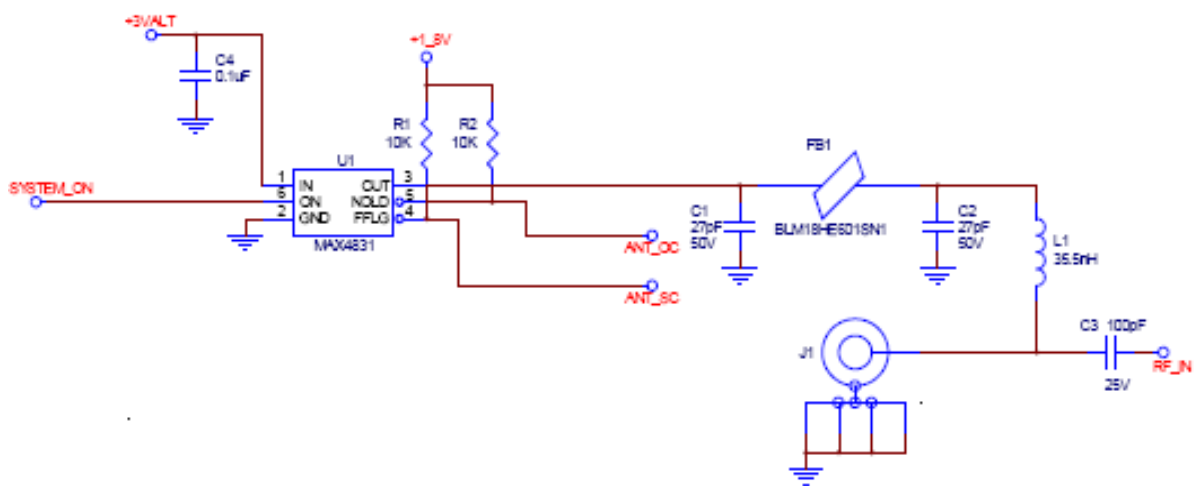 +3VALT
C4
0.1uF
+1_8V
R1
10K
R2
10K
FB1
BLM18HE601SN1
U1
1 IN OUT 3
6 ON NOLD 5
2 GND FFLG 4
MAX4831
SYSTEM_ON
C1
27pF
50V
C2
27pF
50V
L1
35.5nH
ANT_OC
ANT_SC
J1
C3 100pF
25V
RF_IN